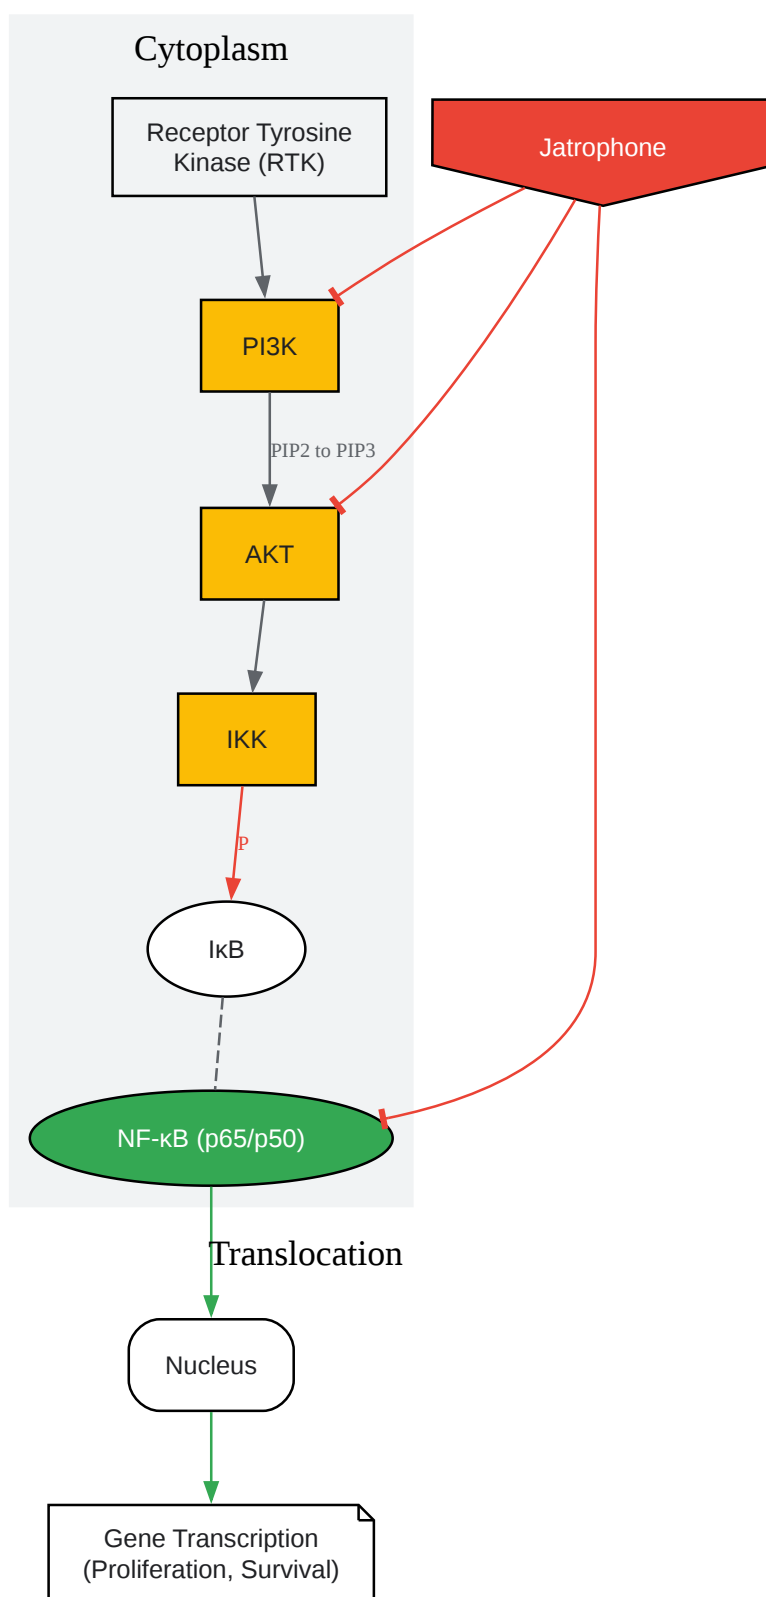 Cytoplasm
Receptor Tyrosine
Kinase (RTK)
Jatrophone
PI3K
PIP2 to PIP3
AKT
IKK
P
IκB
NF-κB (p65/p50)
Translocation
Nucleus
Gene Transcription
(Proliferation, Survival)